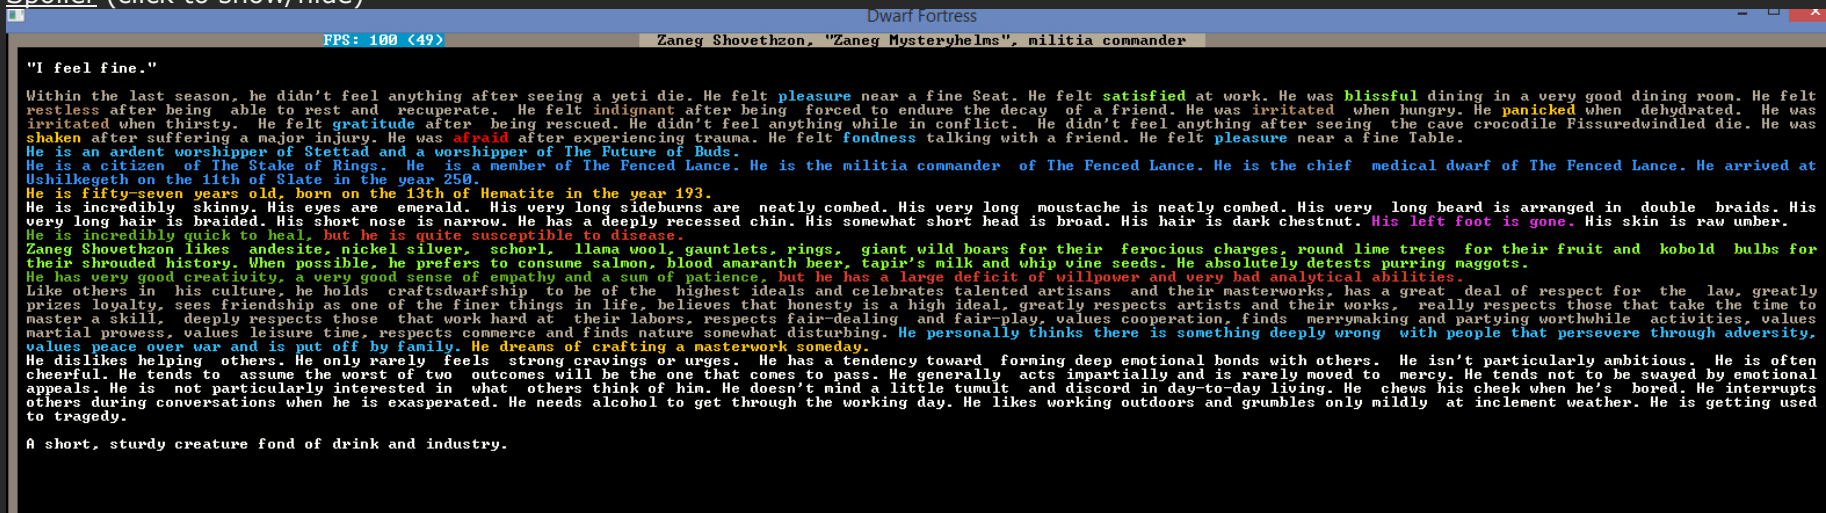 Spoiler (click to show/hide)
Dwarf Fortress
FPS: 100 (49)
Zaneg Shovethzon, "Zaneg Mysteryhelms", militia commander
"I feel fine."
Within the last season, he didn't feel anything after seeing a yeti die. He felt pleasure near a fine Seat. He felt satisfied at work. He was blissful dining in a very good dining room. He felt
restless after being able to rest and recuperate. He felt indignant after being forced to endure the decay of a friend. He was irritated when hungry. He panicked when dehydrated. He was
irritated when thirsty. He felt gratitude after being rescued. He didn't feel anything while in conflict. He didn't feel anything after seeing the cave crocodile Fissuredwindled die. He was
shaken after suffering a major injury. He was afraid after experiencing trauma. He felt fondness talking with a friend. He felt pleasure near a fine Table.
He is an ardent worshipper of Stettad and a worshipper of The Future of Buds.
He is a citizen of The Stake of Rings. He is a member of The Fenced Lance. He is the militia commander of The Fenced Lance. He is the chief medical dwarf of The Fenced Lance. He arrived at
Ushilkegeth on the 11th of Slate in the year 250.
He is fifty-seven years old, born on the 13th of Hematite in the year 193.
He is incredibly skinny. His eyes are emerald. His very long sideburns are neatly combed. His very long moustache is neatly combed. His very long beard is arranged in double braids. His
very long hair is braided. His short nose is narrow. He has a deeply recessed chin. His somewhat short head is broad. His hair is dark chestnut. His left foot is gone. His skin is raw umber.
He is incredibly quick to heal, but he is quite susceptible to disease.
Zaneg Shovethzon likes andesite, nickel silver, schorl, llama wool, gauntlets, rings, giant wild boars for their ferocious charges, round lime trees for their fruit and kobold bulbs for
their shrouded history. When possible, he prefers to consume salmon, blood amaranth beer, tapir's milk and whip vine seeds. He absolutely detests purring maggots.
He has very good creativity, a very good sense of empathy and a sum of patience, but he has a large deficit of willpower and very bad analytical abilities.
Like others in his culture, he holds craftsdwarfship to be of the highest ideals and celebrates talented artisans and their masterworks, has a great deal of respect for the law, greatly
prizes loyalty, sees friendship as one of the finer things in life, believes that honesty is a high ideal, greatly respects artists and their works, really respects those that take the time to
master a skill, deeply respects those that work hard at their labors, respects fair-dealing and fair-play, values cooperation, finds merrymaking and partying worthwhile activities, values
martial prowess, values leisure time, respects commerce and finds nature somewhat disturbing. He personally thinks there is something deeply wrong with people that persevere through adversity,
values peace over war and is put off by family. He dreams of crafting a masterwork someday.
He dislikes helping others. He only rarely feels strong cravings or urges. He has a tendency toward forming deep emotional bonds with others. He isn't particularly ambitious. He is often
cheerful. He tends to assume the worst of two outcomes will be the one that comes to pass. He generally acts impartially and is rarely moved to mercy. He tends not to be swayed by emotional
appeals. He is not particularly interested in what others think of him. He doesn't mind a little tumult and discord in day-to-day living. He chews his cheek when he's bored. He interrupts
others during conversations when he is exasperated. He needs alcohol to get through the working day. He likes working outdoors and grumbles only mildly at inclement weather. He is getting used
to tragedy.
A short, sturdy creature fond of drink and industry.